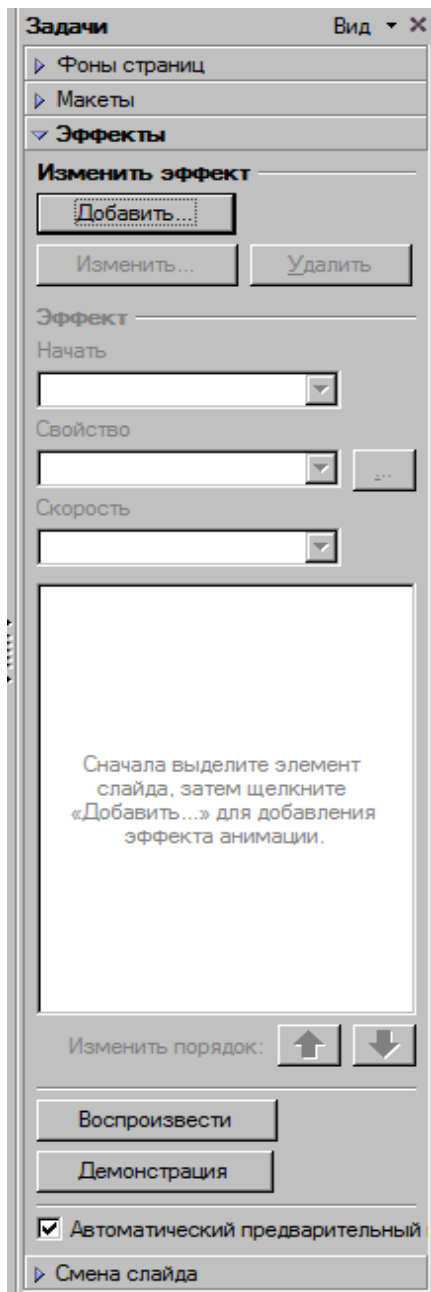 Задачи Вид
Фоны страниц
Макеты
Эффекты
Изменить эффект
Добавить...
Изменить... Удалить
Эффект
Начать
Свойство
...
Скорость
Сначала выделите элемент
слайда, затем щелкните
«Добавить...» для добавления
эффекта анимации.
Изменить порядок:
Воспроизвести
Демонстрация
Автоматический предварительный
Смена слайда